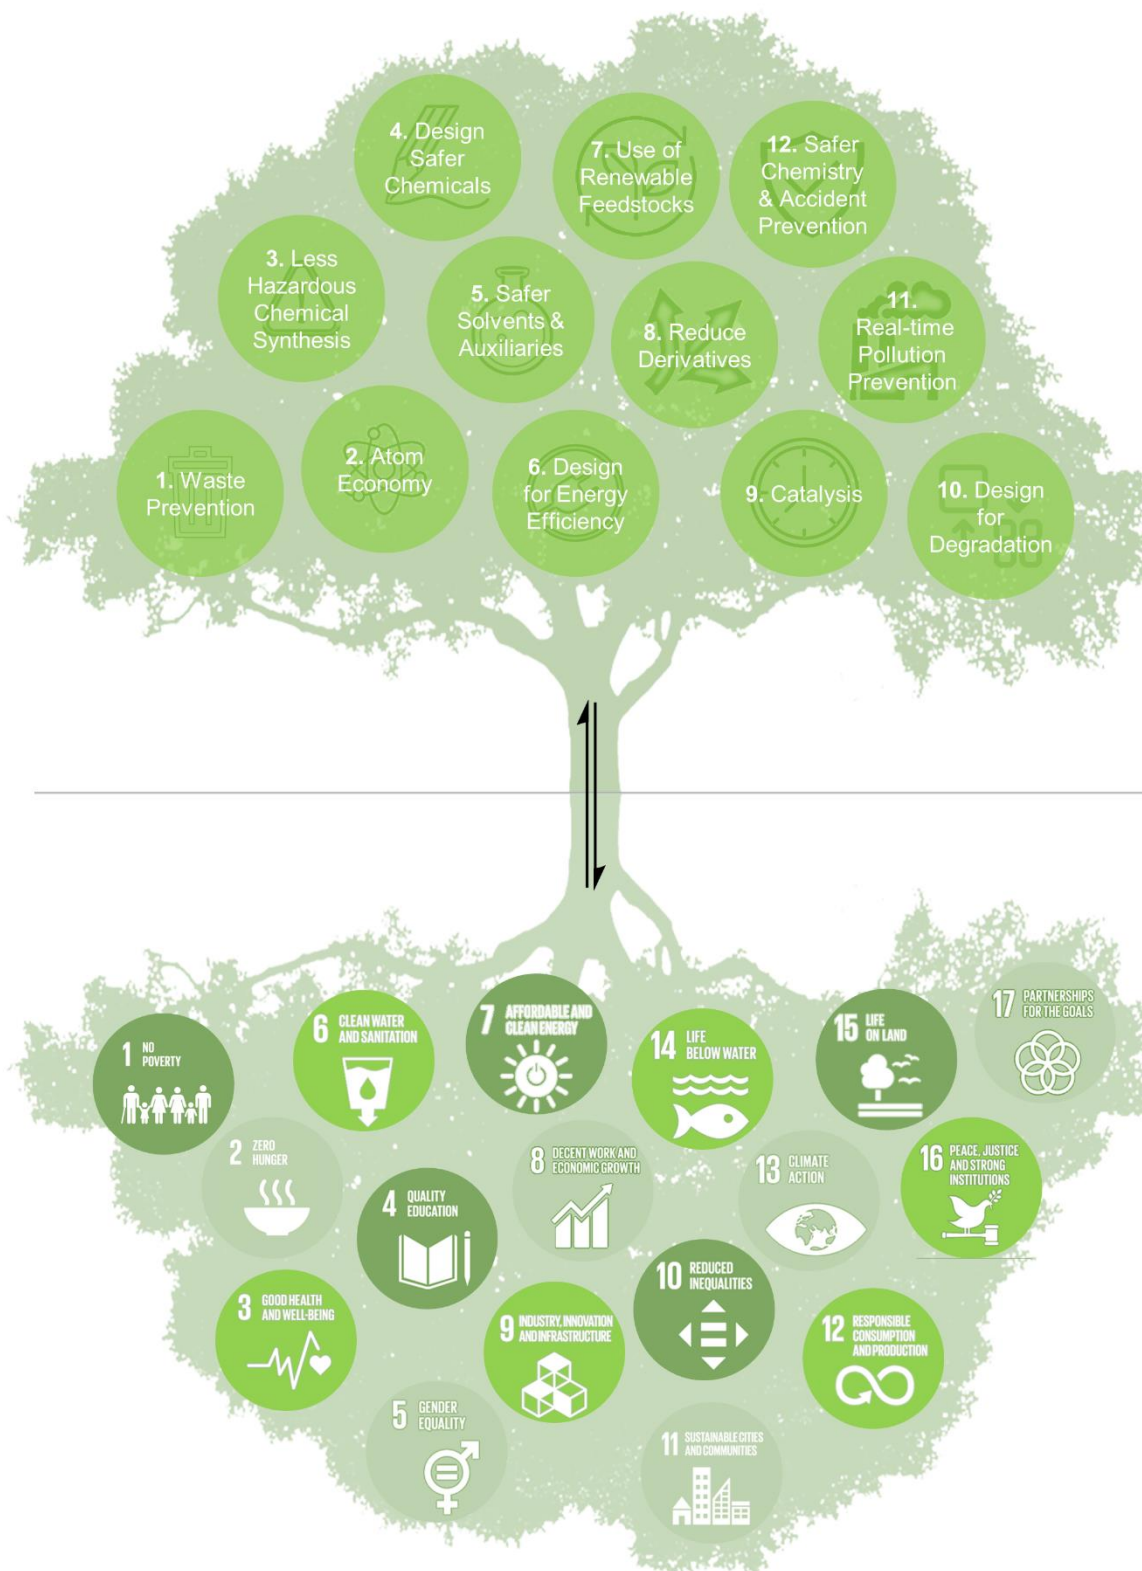 4. Design
Safer
Chemicals
7. Use of
Renewable
Feedstocks
12. Safer
Chemistry
& Accident
Prevention
3. Less
Hazardous
Chemical
Synthesis
5. Safer
Solvents &
Auxiliaries
8. Reduce
Derivatives
11.
Real-time
Pollution
Prevention
1. Waste
Prevention
2. Atom
Economy
6. Design
for Energy
Efficiency
9. Catalysis
10. Design
for
Degradation
1 NO
POVERTY
6 CLEAN WATER
AND SANITATION
7 AFFORDABLE AND
CLEAN ENERGY
14 LIFE
BELOW WATER
15 LIFE
ON LAND
17 PARTNERSHIPS
FOR THE GOALS
2 ZERO
HUNGER
4 QUALITY
EDUCATION
8 DECENT WORK AND
ECONOMIC GROWTH
13 CLIMATE
ACTION
16 PEACE, JUSTICE
AND STRONG
INSTITUTIONS
3 GOOD HEALTH
AND WELL-BEING
9 INDUSTRY, INNOVATION
AND INFRASTRUCTURE
10 REDUCED
INEQUALITIES
12 RESPONSIBLE
CONSUMPTION
AND PRODUCTION
5 GENDER
EQUALITY
11 SUSTAINABLE CITIES
AND COMMUNITIES